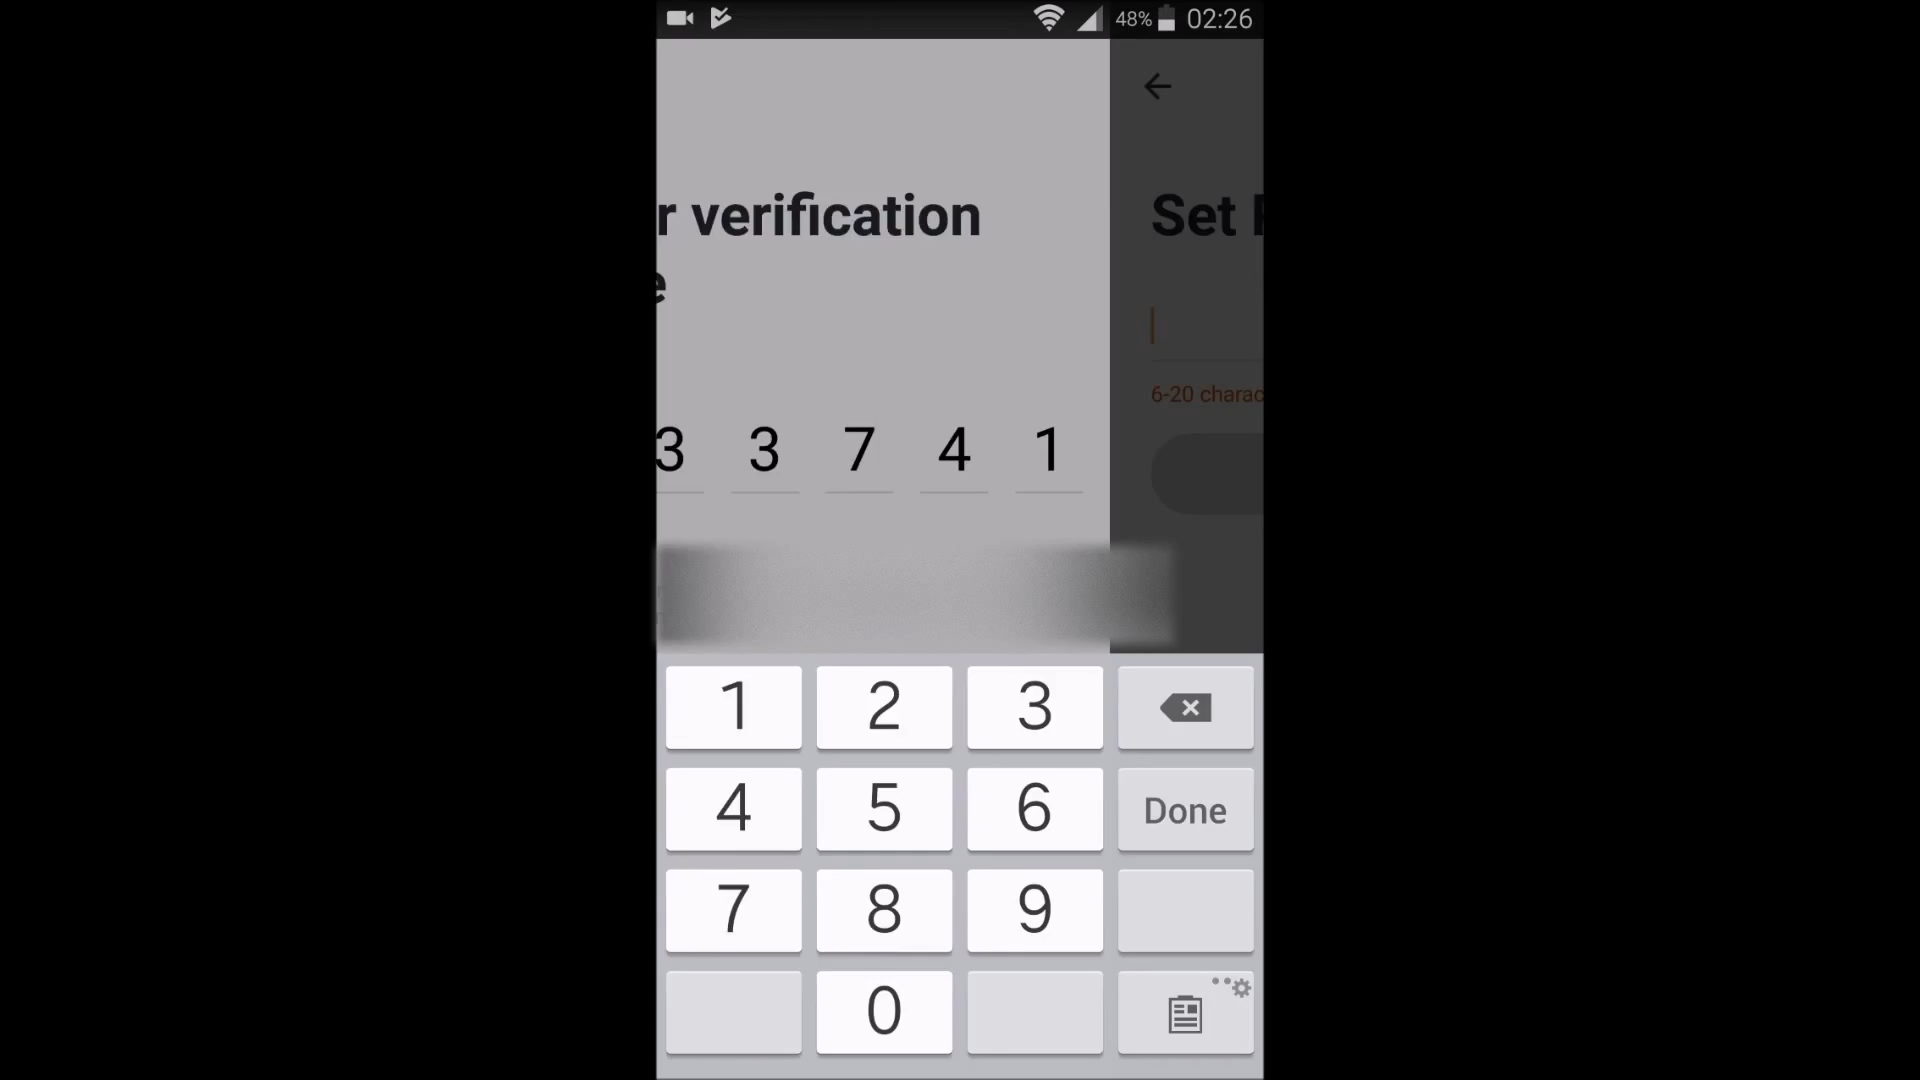 48% 02:26
r verification
e
Set
6-20 charac
3 3 7 4 1
1 2 3
4 5 6 Done
7 8 9
0